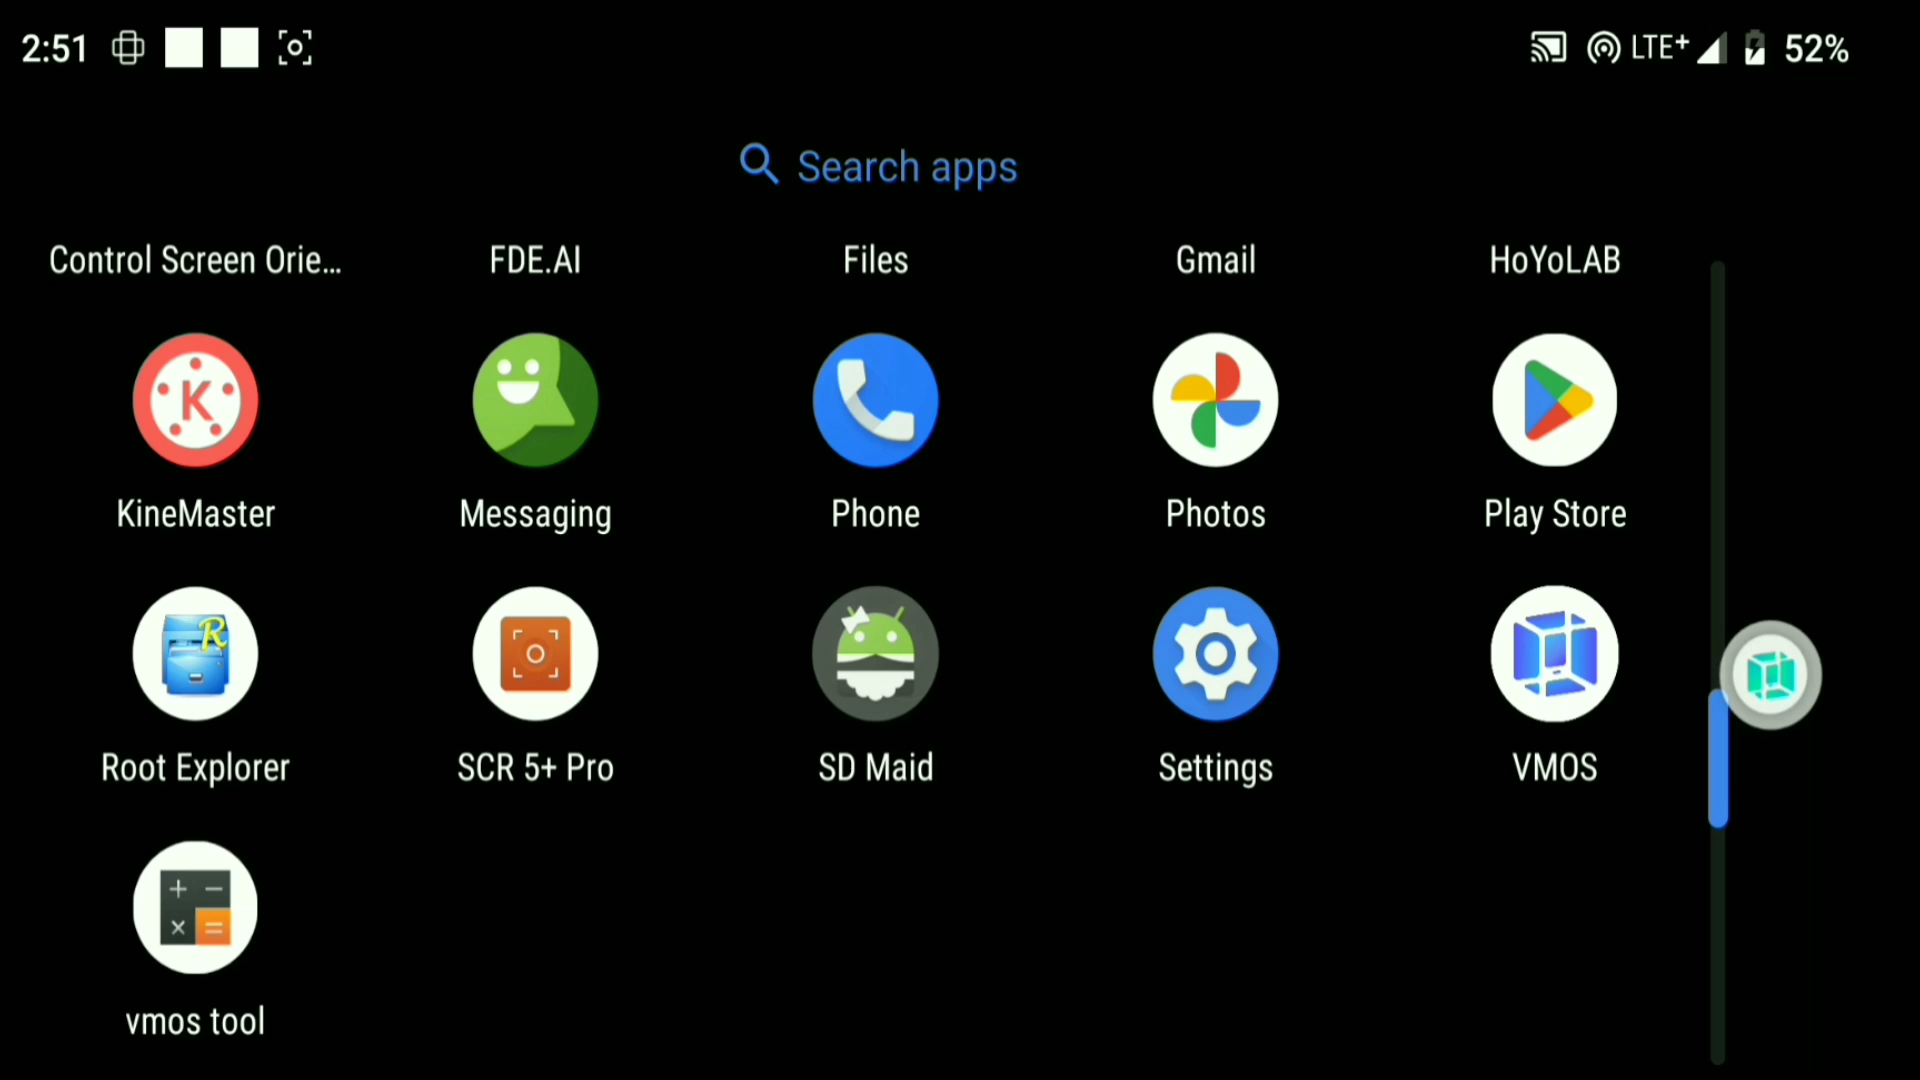 2:51 LTE+ 52%
Search apps
Control Screen Orie... FDE.AI Files Gmail HoYoLAB
K
KineMaster Messaging Phone Photos Play Store
R
Root Explorer SCR 5+ Pro SD Maid Settings VMOS
+ −
× =
vmos tool